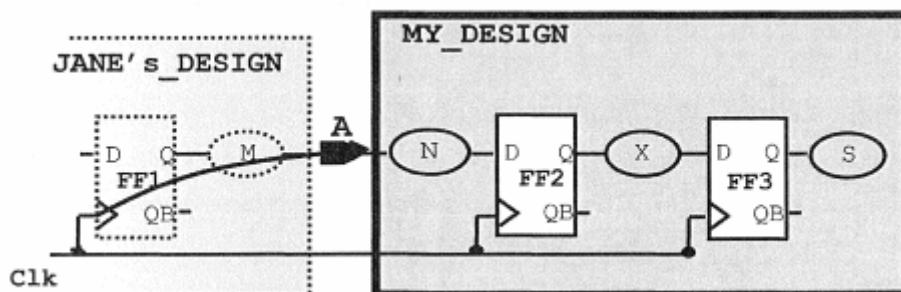 MY_DESIGN
JANE's_DESIGN
A
D Q M N D Q X D Q S
FF1 FF2 FF3
QB QB QB
Clk